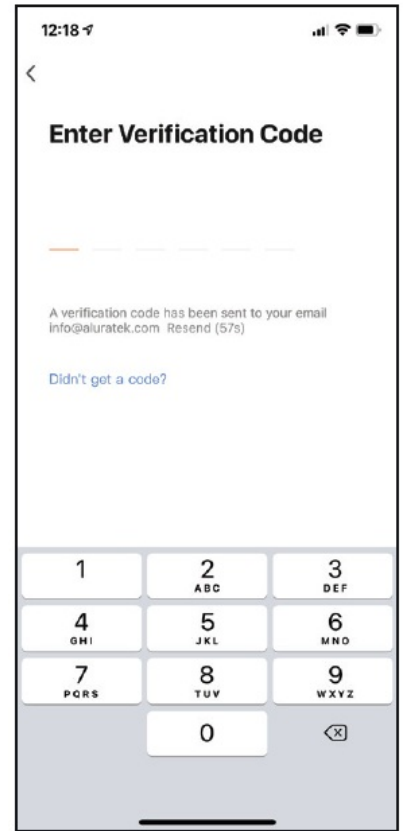 12:18
Enter Verification Code
A verification code has been sent to your email
info@aluratek.com Resend (57s)
Didn't get a code?
1 2 3
ABC DEF
4 5 6
GHI JKL MNO
7 8 9
PQRS TUV WXYZ
0